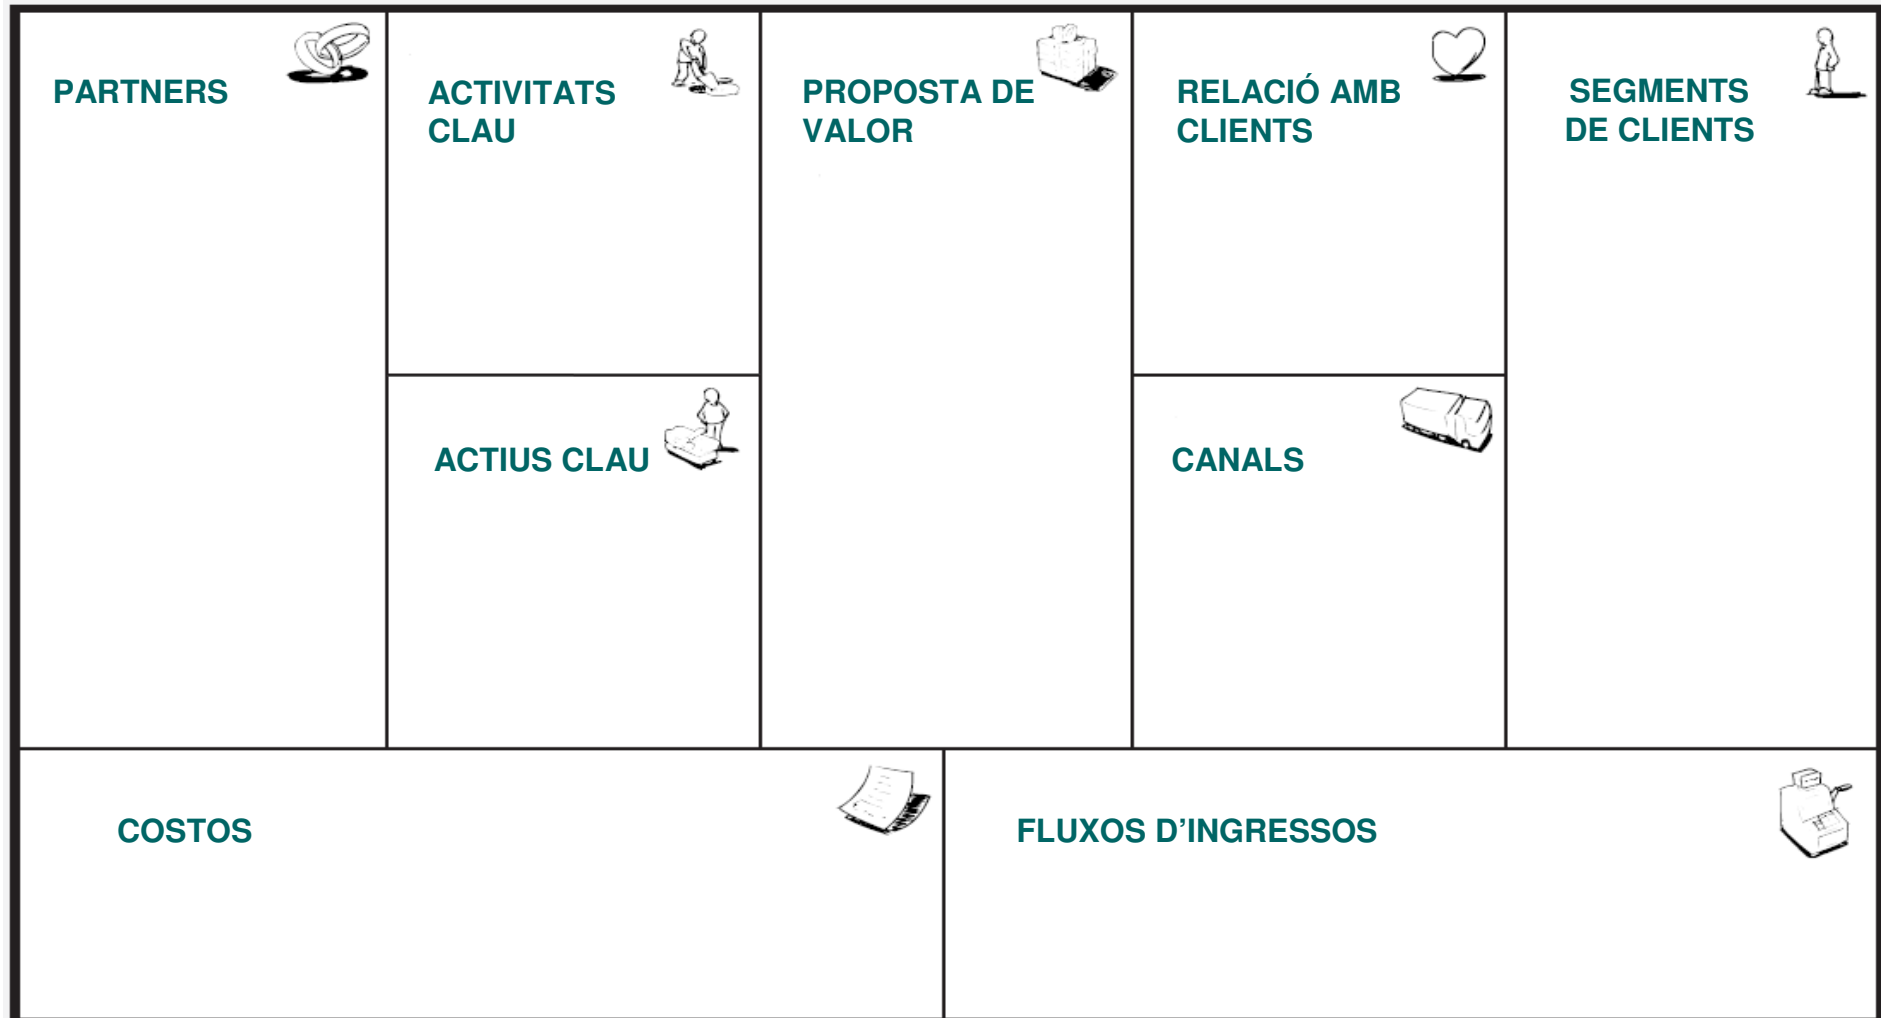 PARTNERS
ACTIVITATS
CLAU
PROPOSTA DE
VALOR
RELACIÓ AMB
CLIENTS
SEGMENTS
DE CLIENTS
ACTIUS CLAU
CANALS
COSTOS
FLUXOS D’INGRESSOS